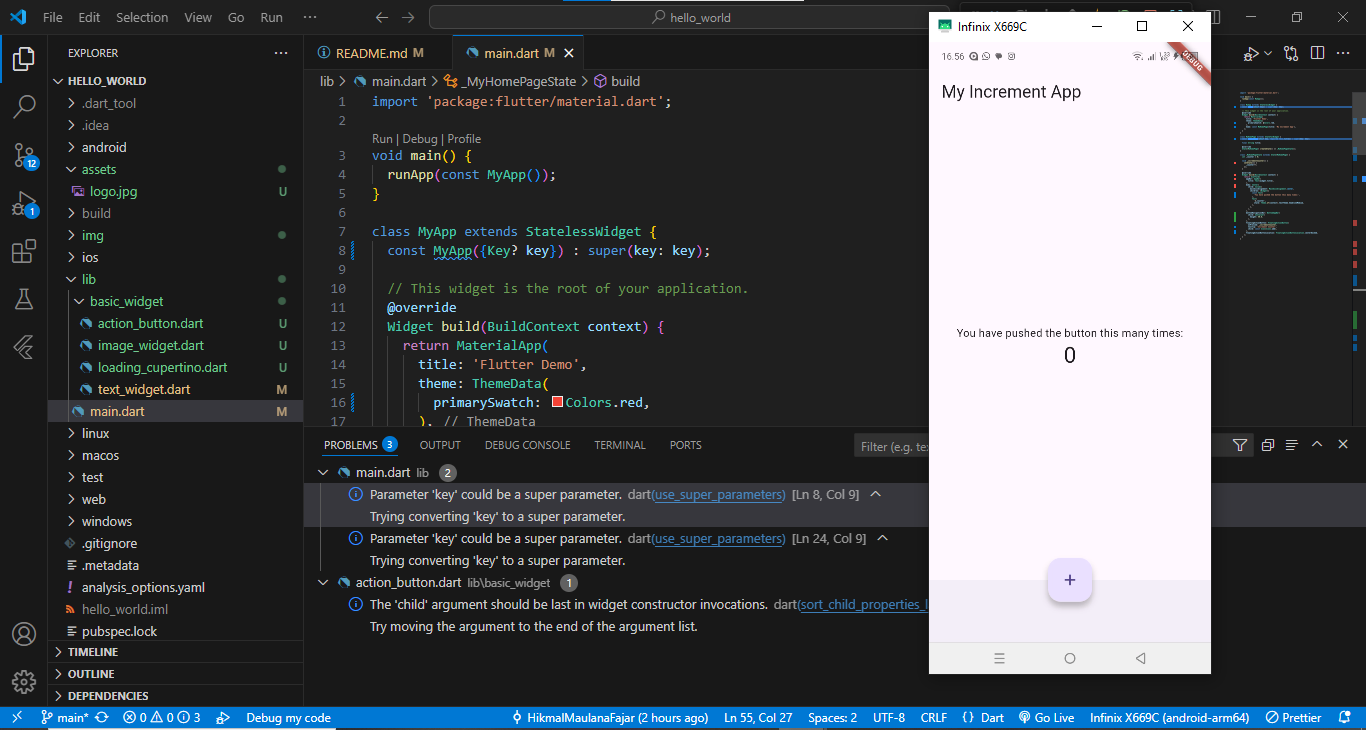 File Edit Selection View Go Run ···
hello_world
Infinix X669C
EXPLORER
HELLO_WORLD
.dart_tool
.idea
android
assets
logo.jpg U
build
img
ios
lib
basic_widget
action_button.dart U
image_widget.dart U
loading_cupertino.dart U
text_widget.dart M
main.dart M
linux
macos
test
web
windows
.gitignore
.metadata
analysis_options.yaml
hello_world.iml
pubspec.lock
TIMELINE
OUTLINE
DEPENDENCIES
12
1
README.md M
main.dart M
lib > main.dart > _MyHomePageState > build
1 import 'package:flutter/material.dart';
2
Run | Debug | Profile
3 void main() {
4 runApp(const MyApp());
5 }
6
7 class MyApp extends StatelessWidget {
8 const MyApp({Key? key}) : super(key: key);
9
10 // This widget is the root of your application.
11 @override
12 Widget build(BuildContext context) {
13 return MaterialApp(
14 title: 'Flutter Demo',
15 theme: ThemeData(
16 primarySwatch: Colors.red,
17 ), // ThemeData
PROBLEMS 3 OUTPUT DEBUG CONSOLE TERMINAL PORTS
Filter (e.g.
main.dart lib 2
Parameter 'key' could be a super parameter. dart(use_super_parameters) [Ln 8, Col 9]
Trying converting 'key' to a super parameter.
Parameter 'key' could be a super parameter. dart(use_super_parameters) [Ln 24, Col 9]
Trying converting 'key' to a super parameter.
action_button.dart lib\basic_widget 1
The 'child' argument should be last in widget constructor invocations. dart(sort_child_properties_l
Try moving the argument to the end of the argument list.
16.56
DEBUG
My Increment App
You have pushed the button this many times:
0
+
main* 0 0 3 Debug my code HikmalMaulanaFajar (2 hours ago) Ln 55, Col 27 Spaces: 2 UTF-8 CRLF {} Dart Go Live Infinix X669C (android-arm64) Prettier